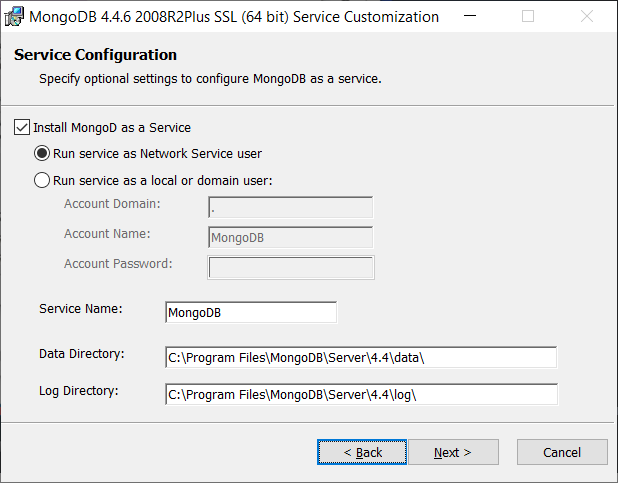 MongoDB 4.4.6 2008R2Plus SSL (64 bit) Service Customization
Service Configuration
Specify optional settings to configure MongoDB as a service.
Install MongoD as a Service
Run service as Network Service user
Run service as a local or domain user:
Account Domain: .
Account Name: MongoDB
Account Password:
Service Name: MongoDB
Data Directory: C:\Program Files\MongoDB\Server\4.4\data\
Log Directory: C:\Program Files\MongoDB\Server\4.4\log\
< Back Next > Cancel